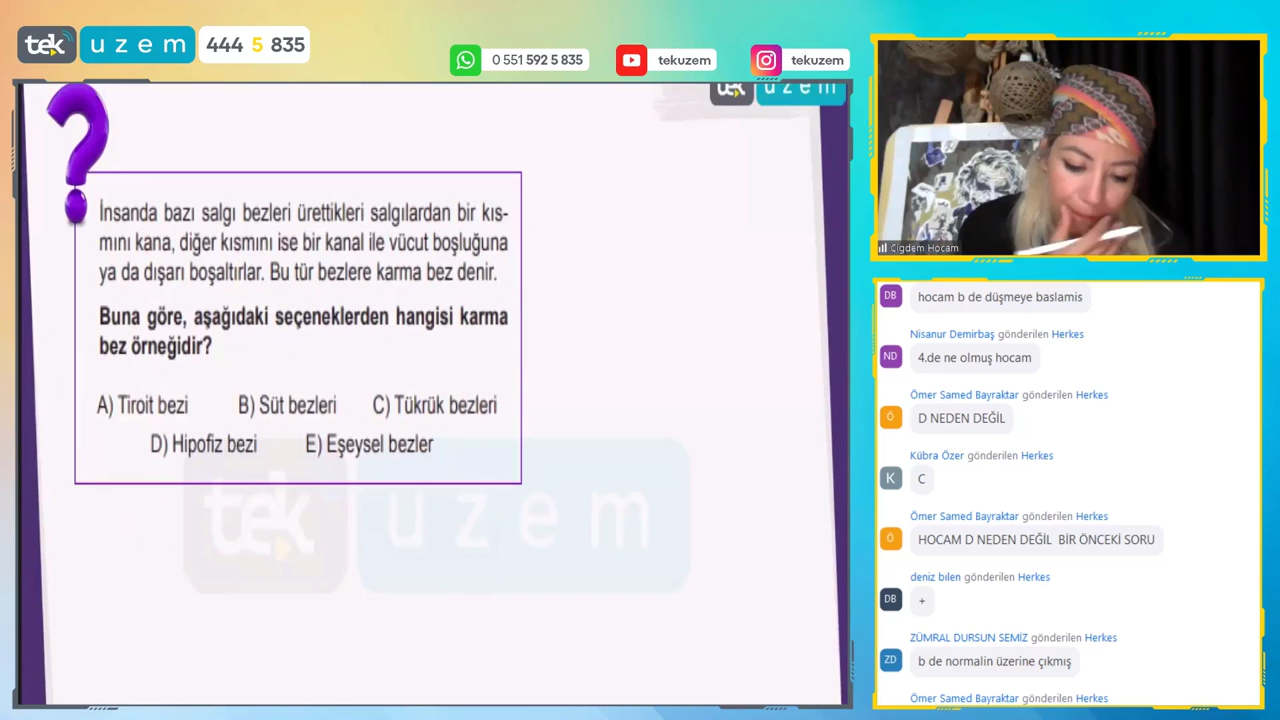 tek uzem 444 5 835
0 551 592 5 835
tekuzem
tekuzem
tek uzem
İnsanda bazı salgı bezleri ürettikleri salgılardan bir kıs-
mını kana, diğer kısmını ise bir kanal ile vücut boşluğuna
ya da dışarı boşaltırlar. Bu tür bezlere karma bez denir.
Buna göre, aşağıdaki seçeneklerden hangisi karma
bez örneğidir?
A) Tiroit bezi B) Süt bezleri C) Tükrük bezleri
D) Hipofiz bezi E) Eşeysel bezler
tek uzem
Çigdem Hocam
DB hocam b de düşmeye baslamis
Nisanur Demirbaş gönderilen Herkes
ND 4.de ne olmuş hocam
Ömer Samed Bayraktar gönderilen Herkes
Ö D NEDEN DEĞİL
Kübra Özer gönderilen Herkes
K C
Ömer Samed Bayraktar gönderilen Herkes
Ö HOCAM D NEDEN DEĞİL BİR ÖNCEKİ SORU
deniz bılen gönderilen Herkes
DB +
ZÜMRAL DURSUN SEMİZ gönderilen Herkes
ZD b de normalin üzerine çıkmış
Ömer Samed Bayraktar gönderilen Herkes